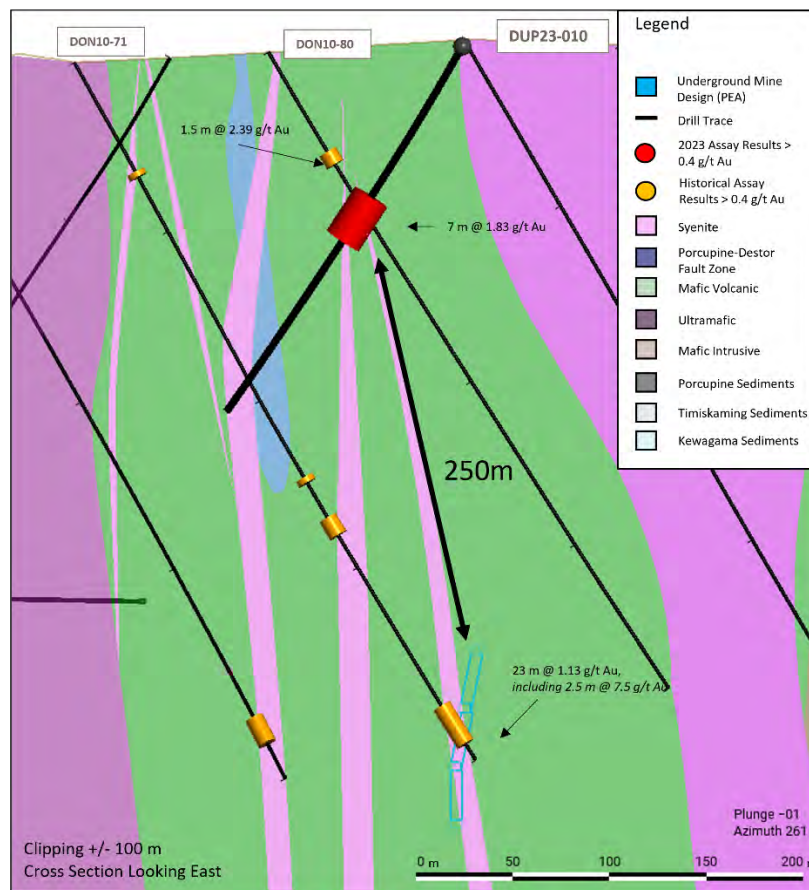 DON10-71
DON10-80
DUP23-010
1.5 m @ 2.39 g/t Au
7 m @ 1.83 g/t Au
250m
23 m @ 1.13 g/t Au,
including 2.5 m @ 7.5 g/t Au
Legend
Underground Mine
Design (PEA)
Drill Trace
2023 Assay Results >
0.4 g/t Au
Historical Assay
Results > 0.4 g/t Au
Syenite
Porcupine-Destor
Fault Zone
Mafic Volcanic
Ultramafic
Mafic Intrusive
Porcupine Sediments
Timiskaming Sediments
Kewagama Sediments
Clipping +/- 100 m
Cross Section Looking East
Plunge −01
Azimuth 261
0 m 50 100 150 200